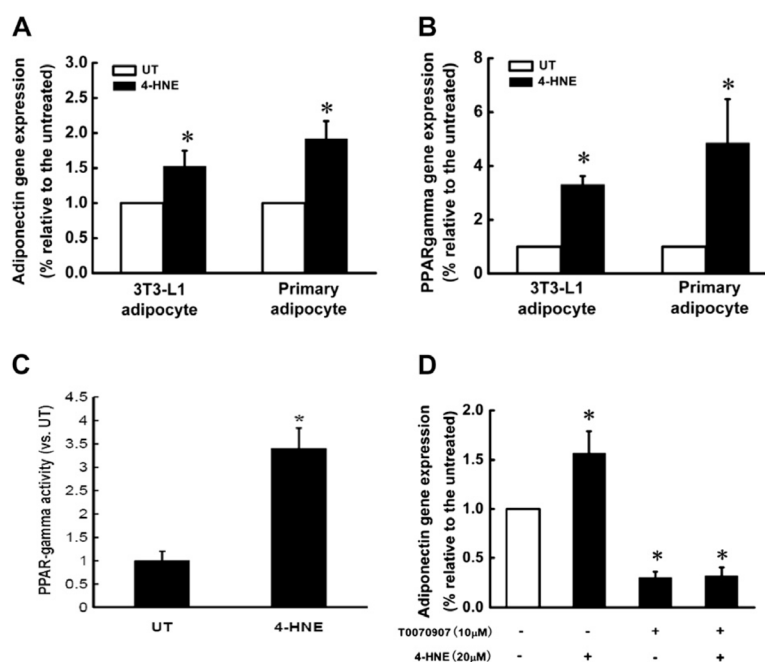 A
Adiponectin gene expression
(% relative to the untreated)
3.0
2.5
2.0
1.5
1.0
0.5
0.0
UT
4-HNE
*
*
3T3-L1
adipocyte
Primary
adipocyte
B
PPARgamma gene expression
(% relative to the untreated)
8
6
4
2
0
UT
4-HNE
*
*
3T3-L1
adipocyte
Primary
adipocyte
C
PPAR-gamma activity (vs. UT)
4.5
4
3.5
3
2.5
2
1.5
1
0.5
0
*
UT
4-HNE
D
Adiponectin gene expression
(% relative to the untreated)
2.0
1.5
1.0
0.5
0.0
*
*
*
T0070907 (10μM) - - + +
4-HNE (20μM) - + - +